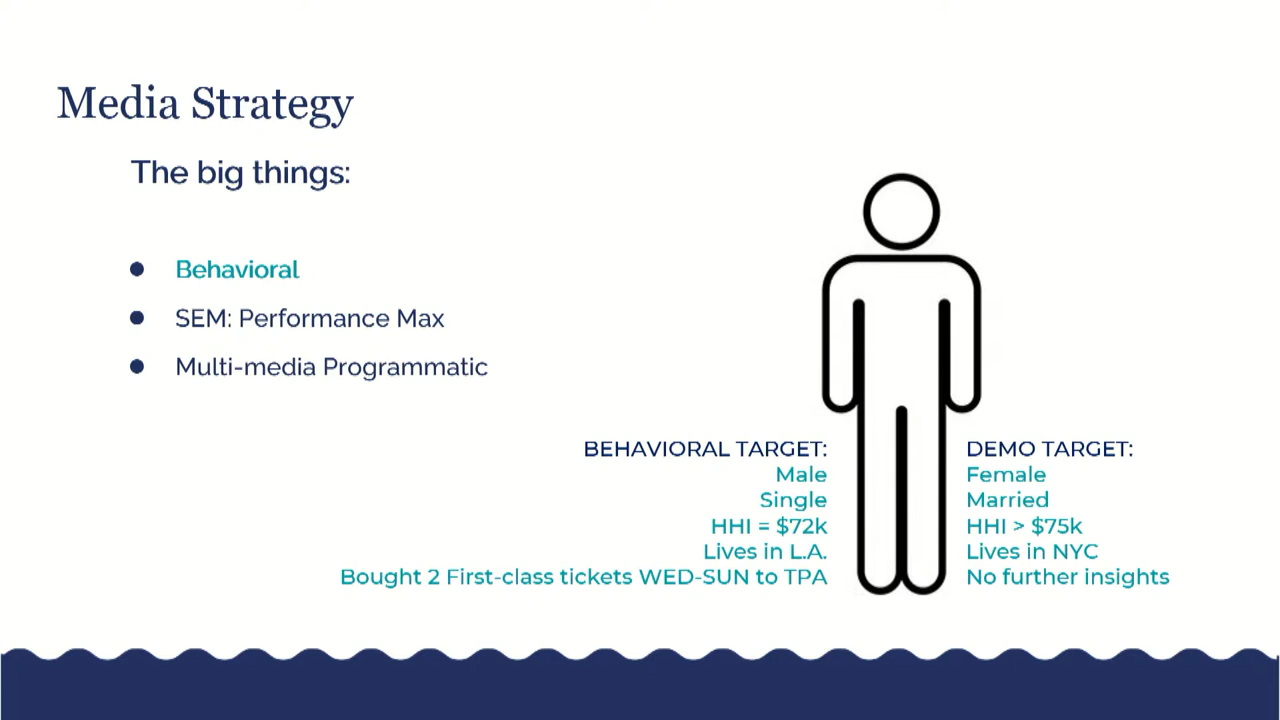 Media Strategy
The big things:
Behavioral
SEM: Performance Max
Multi-media Programmatic
BEHAVIORAL TARGET:
Male
Single
HHI = $72k
Lives in L.A.
Bought 2 First-class tickets WED-SUN to TPA
DEMO TARGET:
Female
Married
HHI > $75k
Lives in NYC
No further insights